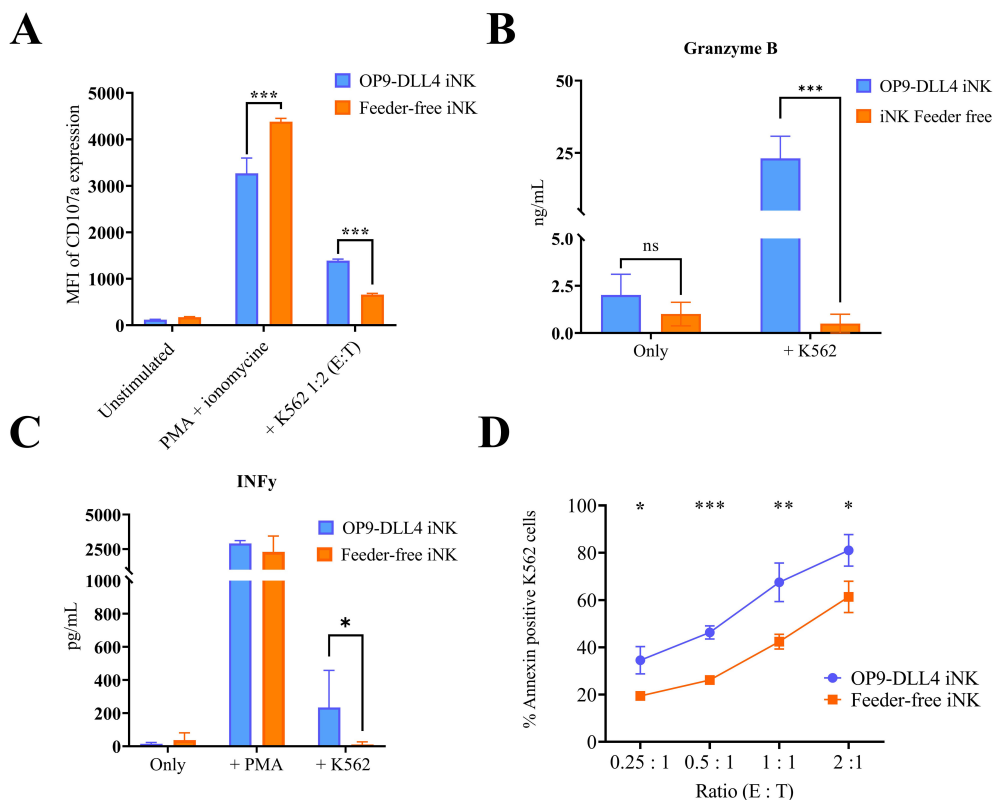 A
OP9-DLL4 iNK
Feeder-free iNK
MFI of CD107a expression
5000
4000
3000
2000
1000
0
***
***
Unstimulated
PMA + ionomycine
+ K562 1:2 (E:T)
B
Granzyme B
OP9-DLL4 iNK
iNK Feeder free
ng/mL
50
25
5.0
2.5
0.0
ns
***
Only
+ K562
C
INFy
OP9-DLL4 iNK
Feeder-free iNK
pg/mL
5000
2500
1000
800
600
400
200
0
*
Only
+ PMA
+ K562
D
% Annexin positive K562 cells
100
80
60
40
20
0
* *** ** *
OP9-DLL4 iNK
Feeder-free iNK
0.25 : 1 0.5 : 1 1 : 1 2 :1
Ratio (E : T)